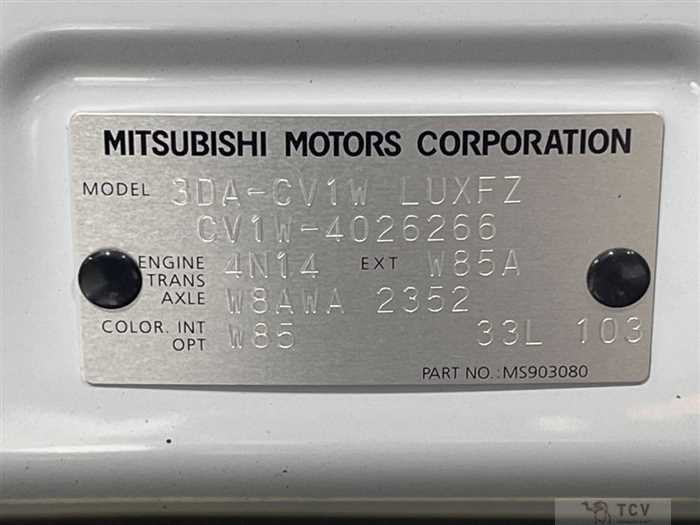 MITSUBISHI MOTORS CORPORATION
MODEL 3DA-CV1W LUXFZ
CV1W-4026266
ENGINE 4N14 EXT W85A
TRANS
AXLE W8AWA 2352
COLOR. INT W85 33L 103
OPT
PART NO.:MS903080
TCV